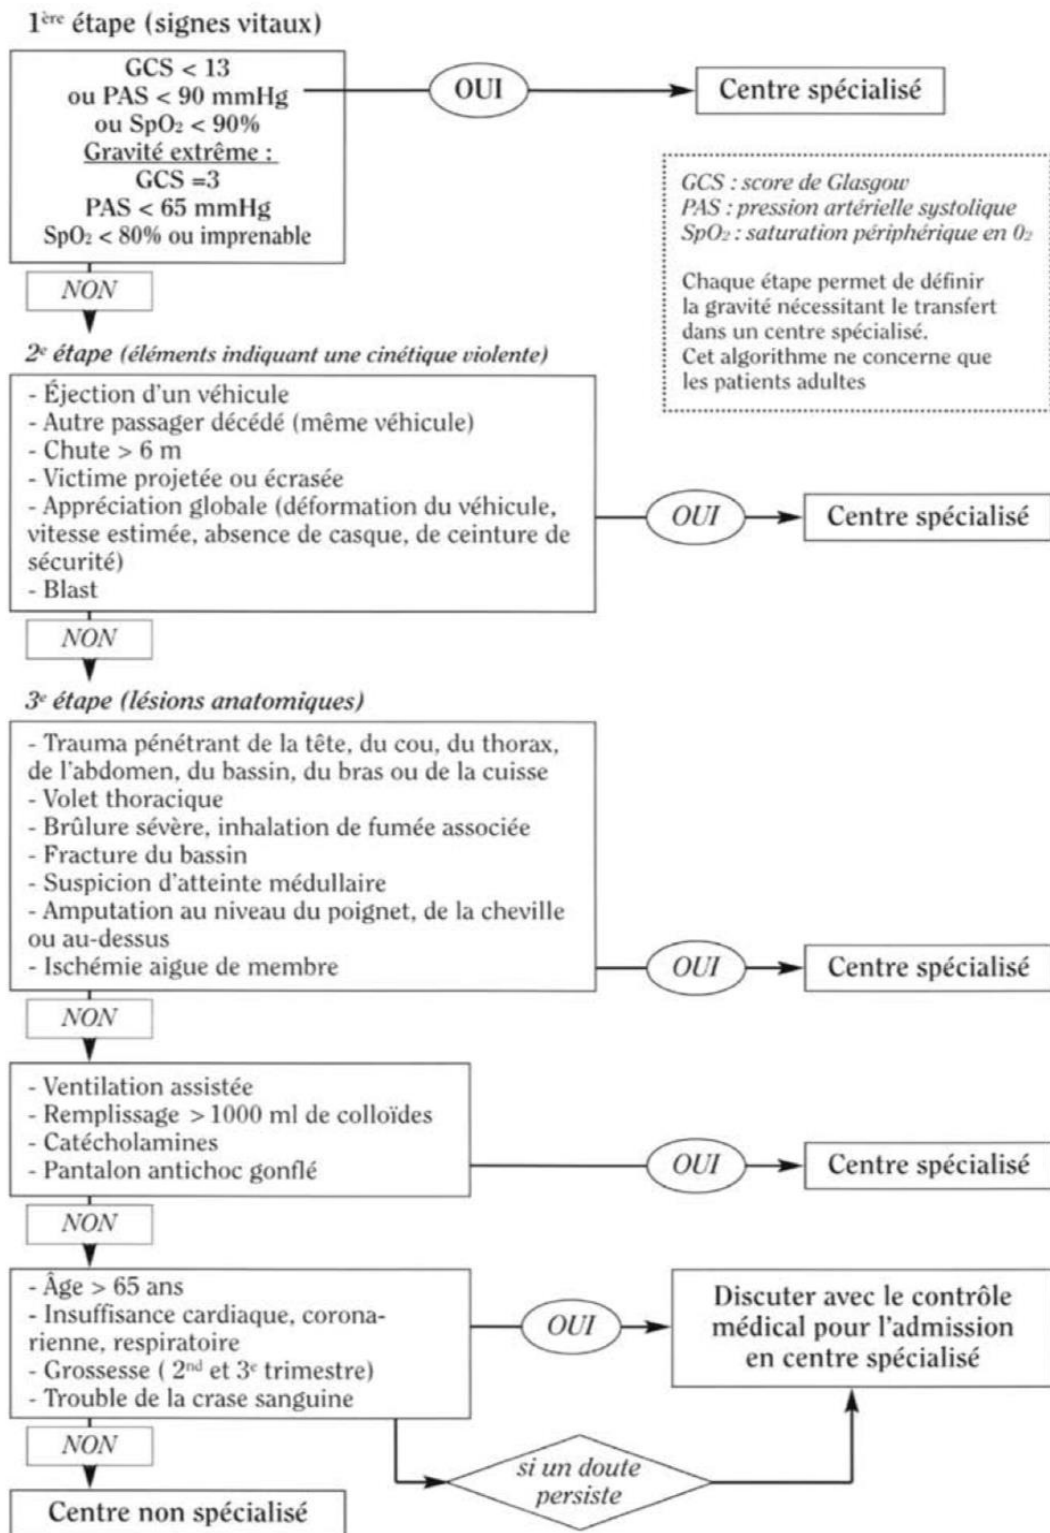 1ère étape (signes vitaux)
GCS < 13
ou PAS < 90 mmHg
ou SpO₂ < 90%
Gravité extrême :
GCS =3
PAS < 65 mmHg
SpO₂ < 80% ou imprenable
OUI
Centre spécialisé
GCS : score de Glasgow
PAS : pression artérielle systolique
SpO₂ : saturation périphérique en 0₂
Chaque étape permet de définir
la gravité nécessitant le transfert
dans un centre spécialisé.
Cet algorithme ne concerne que
les patients adultes
NON
2e étape (éléments indiquant une cinétique violente)
- Éjection d'un véhicule
- Autre passager décédé (même véhicule)
- Chute > 6 m
- Victime projetée ou écrasée
- Appréciation globale (déformation du véhicule,
vitesse estimée, absence de casque, de ceinture de
sécurité)
- Blast
OUI
Centre spécialisé
NON
3e étape (lésions anatomiques)
- Trauma pénétrant de la tête, du cou, du thorax,
de l'abdomen, du bassin, du bras ou de la cuisse
- Volet thoracique
- Brûlure sévère, inhalation de fumée associée
- Fracture du bassin
- Suspicion d'atteinte médullaire
- Amputation au niveau du poignet, de la cheville
ou au-dessus
- Ischémie aigue de membre
OUI
Centre spécialisé
NON
- Ventilation assistée
- Remplissage > 1000 ml de colloïdes
- Catécholamines
- Pantalon antichoc gonflé
OUI
Centre spécialisé
NON
- Âge > 65 ans
- Insuffisance cardiaque, corona-
rienne, respiratoire
- Grossesse ( 2nd et 3e trimestre)
- Trouble de la crase sanguine
OUI
Discuter avec le contrôle
médical pour l'admission
en centre spécialisé
NON
si un doute
persiste
Centre non spécialisé